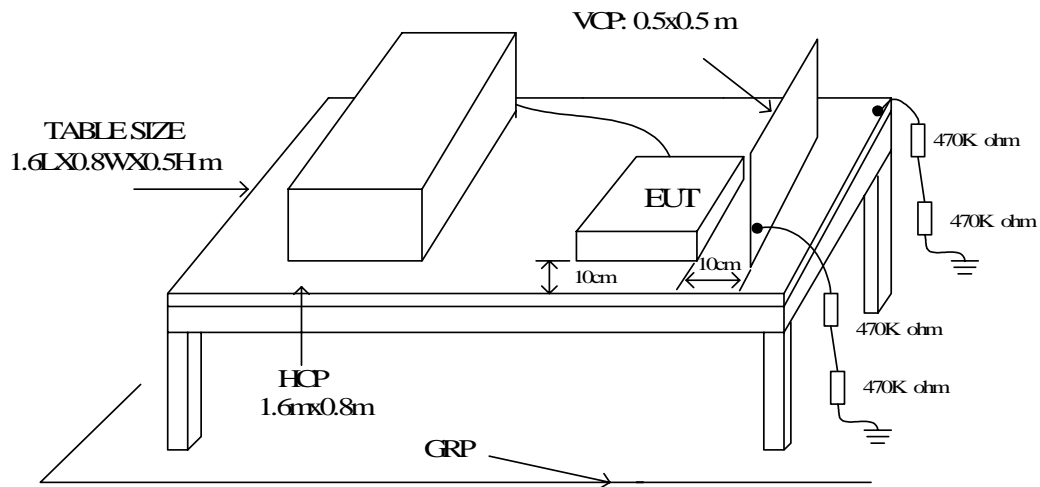 VCP: 0.5x0.5 m
TABLE SIZE
1.6LX0.8WX0.5H m
470K ohm
EUT
470K ohm
10cm
10cm
470K ohm
HCP
1.6mx0.8m
470K ohm
GRP